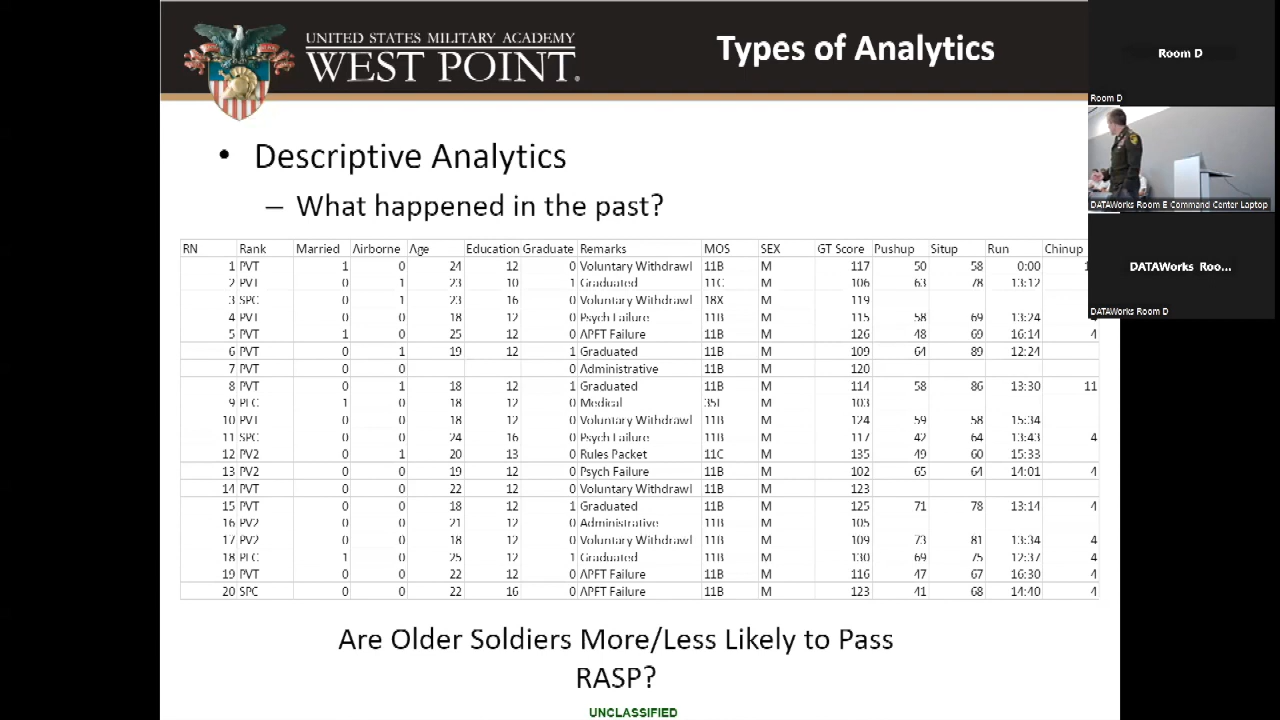 UNITED STATES MILITARY ACADEMY
WEST POINT.
Types of Analytics
Room D
Room D
DATAWorks Room E Command Center Laptop
DATAWorks Roo...
DATAWorks Room D
• Descriptive Analytics
– What happened in the past?
RN Rank Married Airborne Age Education Graduate Remarks MOS SEX GT Score Pushup Situp Run Chinup
1 PVT 1 0 24 12 0 Voluntary Withdrawl 11B M 117 50 58 0:00
2 PVT 0 1 23 10 1 Graduated 11C M 106 63 78 13:12
3 SPC 0 1 23 16 0 Voluntary Withdrawl 18X M 119
4 PVT 0 0 18 12 0 Psych Failure 11B M 115 58 69 13:24
5 PVT 1 0 25 12 0 APFT Failure 11B M 126 48 69 16:14 4
6 PVT 0 1 19 12 1 Graduated 11B M 109 64 89 12:24
7 PVT 0 0 0 Administrative 11B M 120
8 PVT 0 1 18 12 1 Graduated 11B M 114 58 86 13:30 11
9 PFC 1 0 18 12 0 Medical M 103
10 PVT 0 0 18 12 0 Voluntary Withdrawl 11B M 124 59 58 15:34
11 SPC 0 0 24 16 0 Psych Failure 11B M 117 42 64 13:43 4
12 PV2 0 1 20 13 0 Rules Packet 11C M 135 49 60 15:33
13 PV2 0 0 19 12 0 Psych Failure 11B M 102 65 64 14:01 4
14 PVT 0 0 22 12 0 Voluntary Withdrawl 11B M 123
15 PVT 0 0 18 12 1 Graduated 11B M 125 71 78 13:14 4
16 PV2 0 0 21 12 0 Administrative 11B M 105
17 PV2 0 0 18 12 0 Voluntary Withdrawl 11B M 109 73 81 13:34 4
18 PFC 1 0 25 12 1 Graduated 11B M 130 69 75 12:37 4
19 PVT 0 0 22 12 0 APFT Failure 11B M 116 47 67 16:30 4
20 SPC 0 0 22 16 0 APFT Failure 11B M 123 41 68 14:40 4
Are Older Soldiers More/Less Likely to Pass
RASP?
UNCLASSIFIED